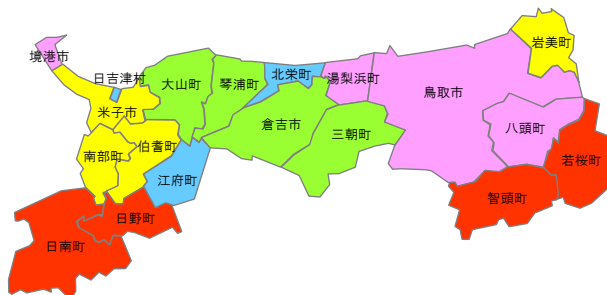 岩美町
境港市
日吉津村
大山町
琴浦町
北栄町
湯梨浜町
鳥取市
米子市
倉吉市
三朝町
八頭町
南部町
伯耆町
若桜町
江府町
智頭町
日野町
日南町